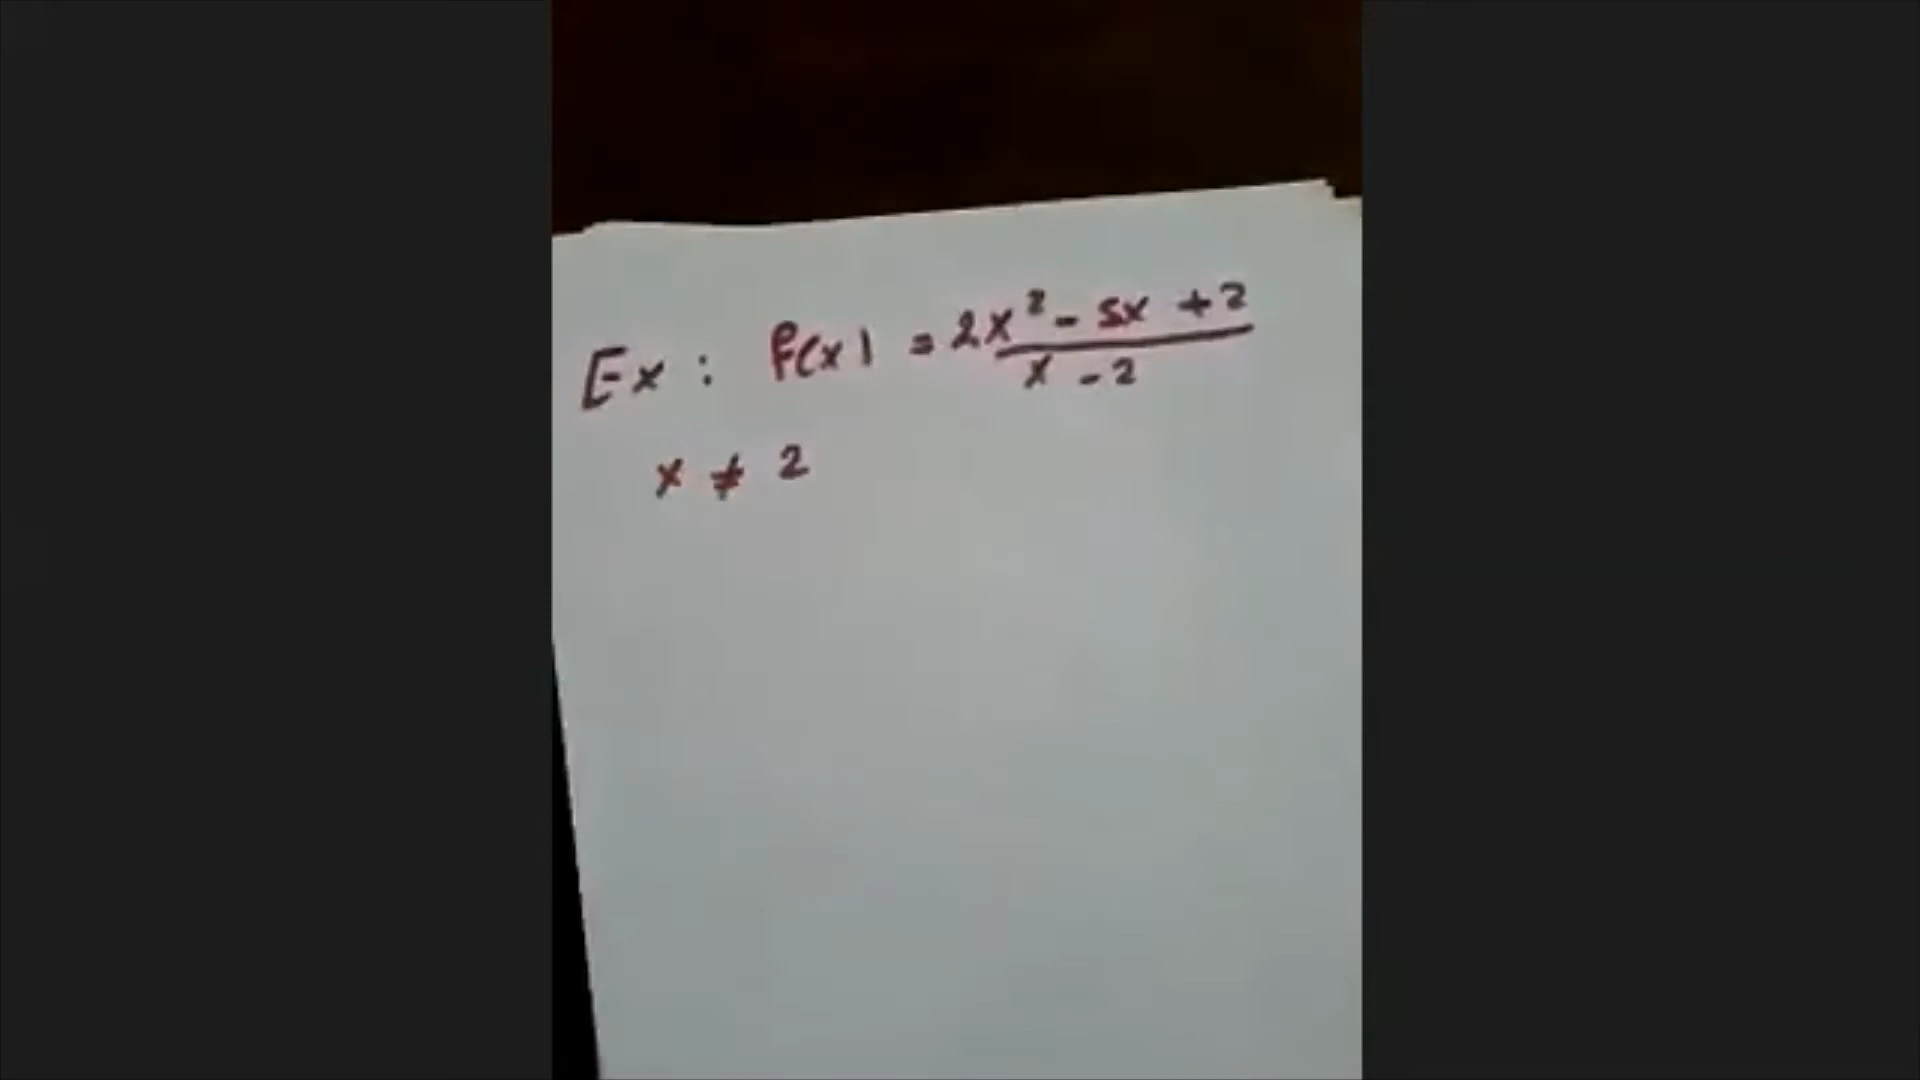 Ex : f(x) = 2x² - 5x + 2 / x - 2
x ≠ 2